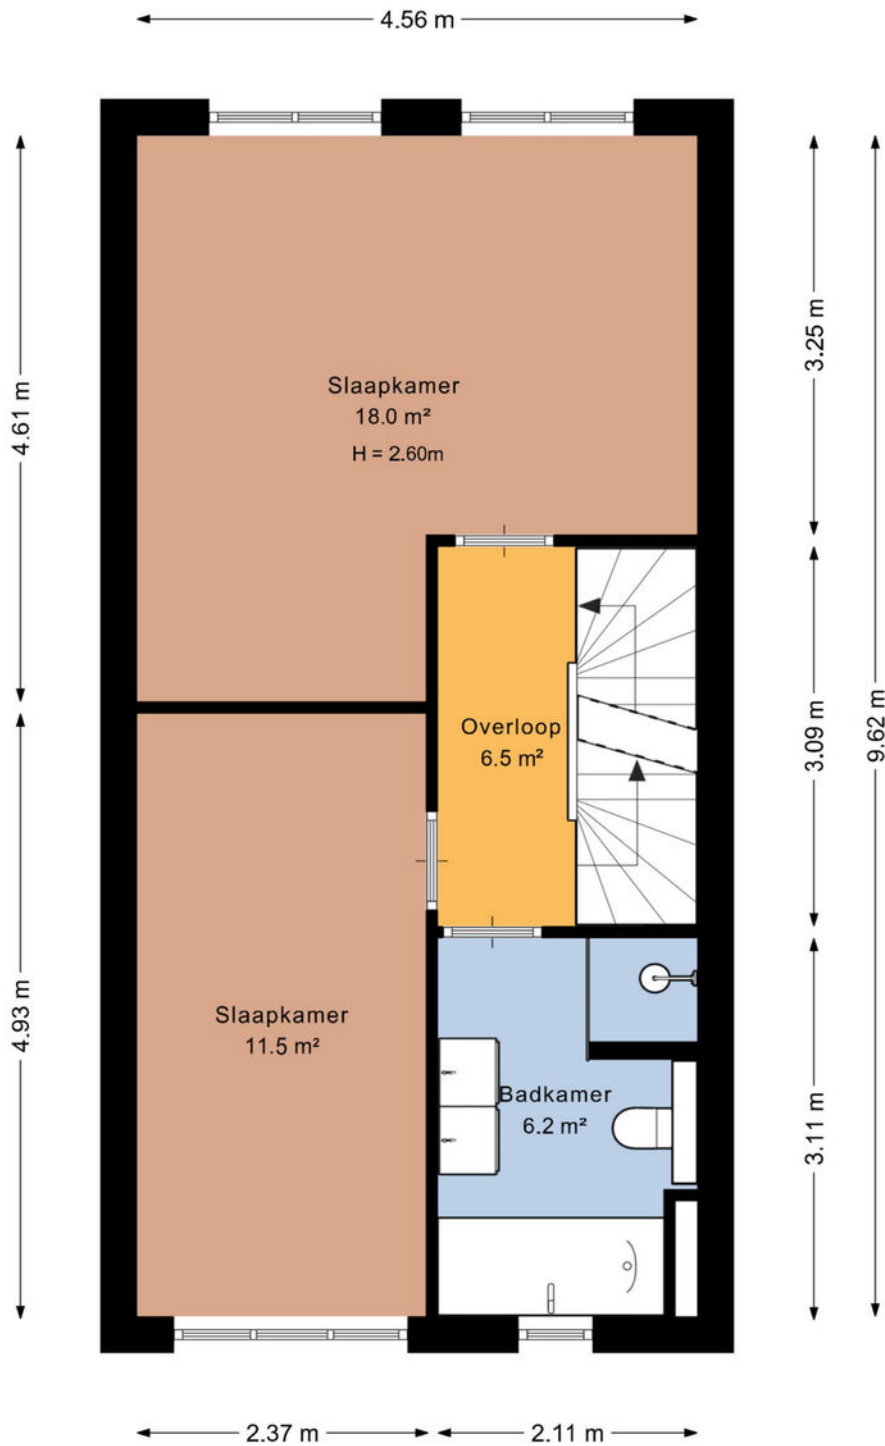 4.56 m
4.61 m
3.25 m
Slaapkamer
18.0 m²
H = 2.60m
9.62 m
3.09 m
Overloop
6.5 m²
4.93 m
Slaapkamer
11.5 m²
Badkamer
6.2 m²
3.11 m
2.37 m
2.11 m